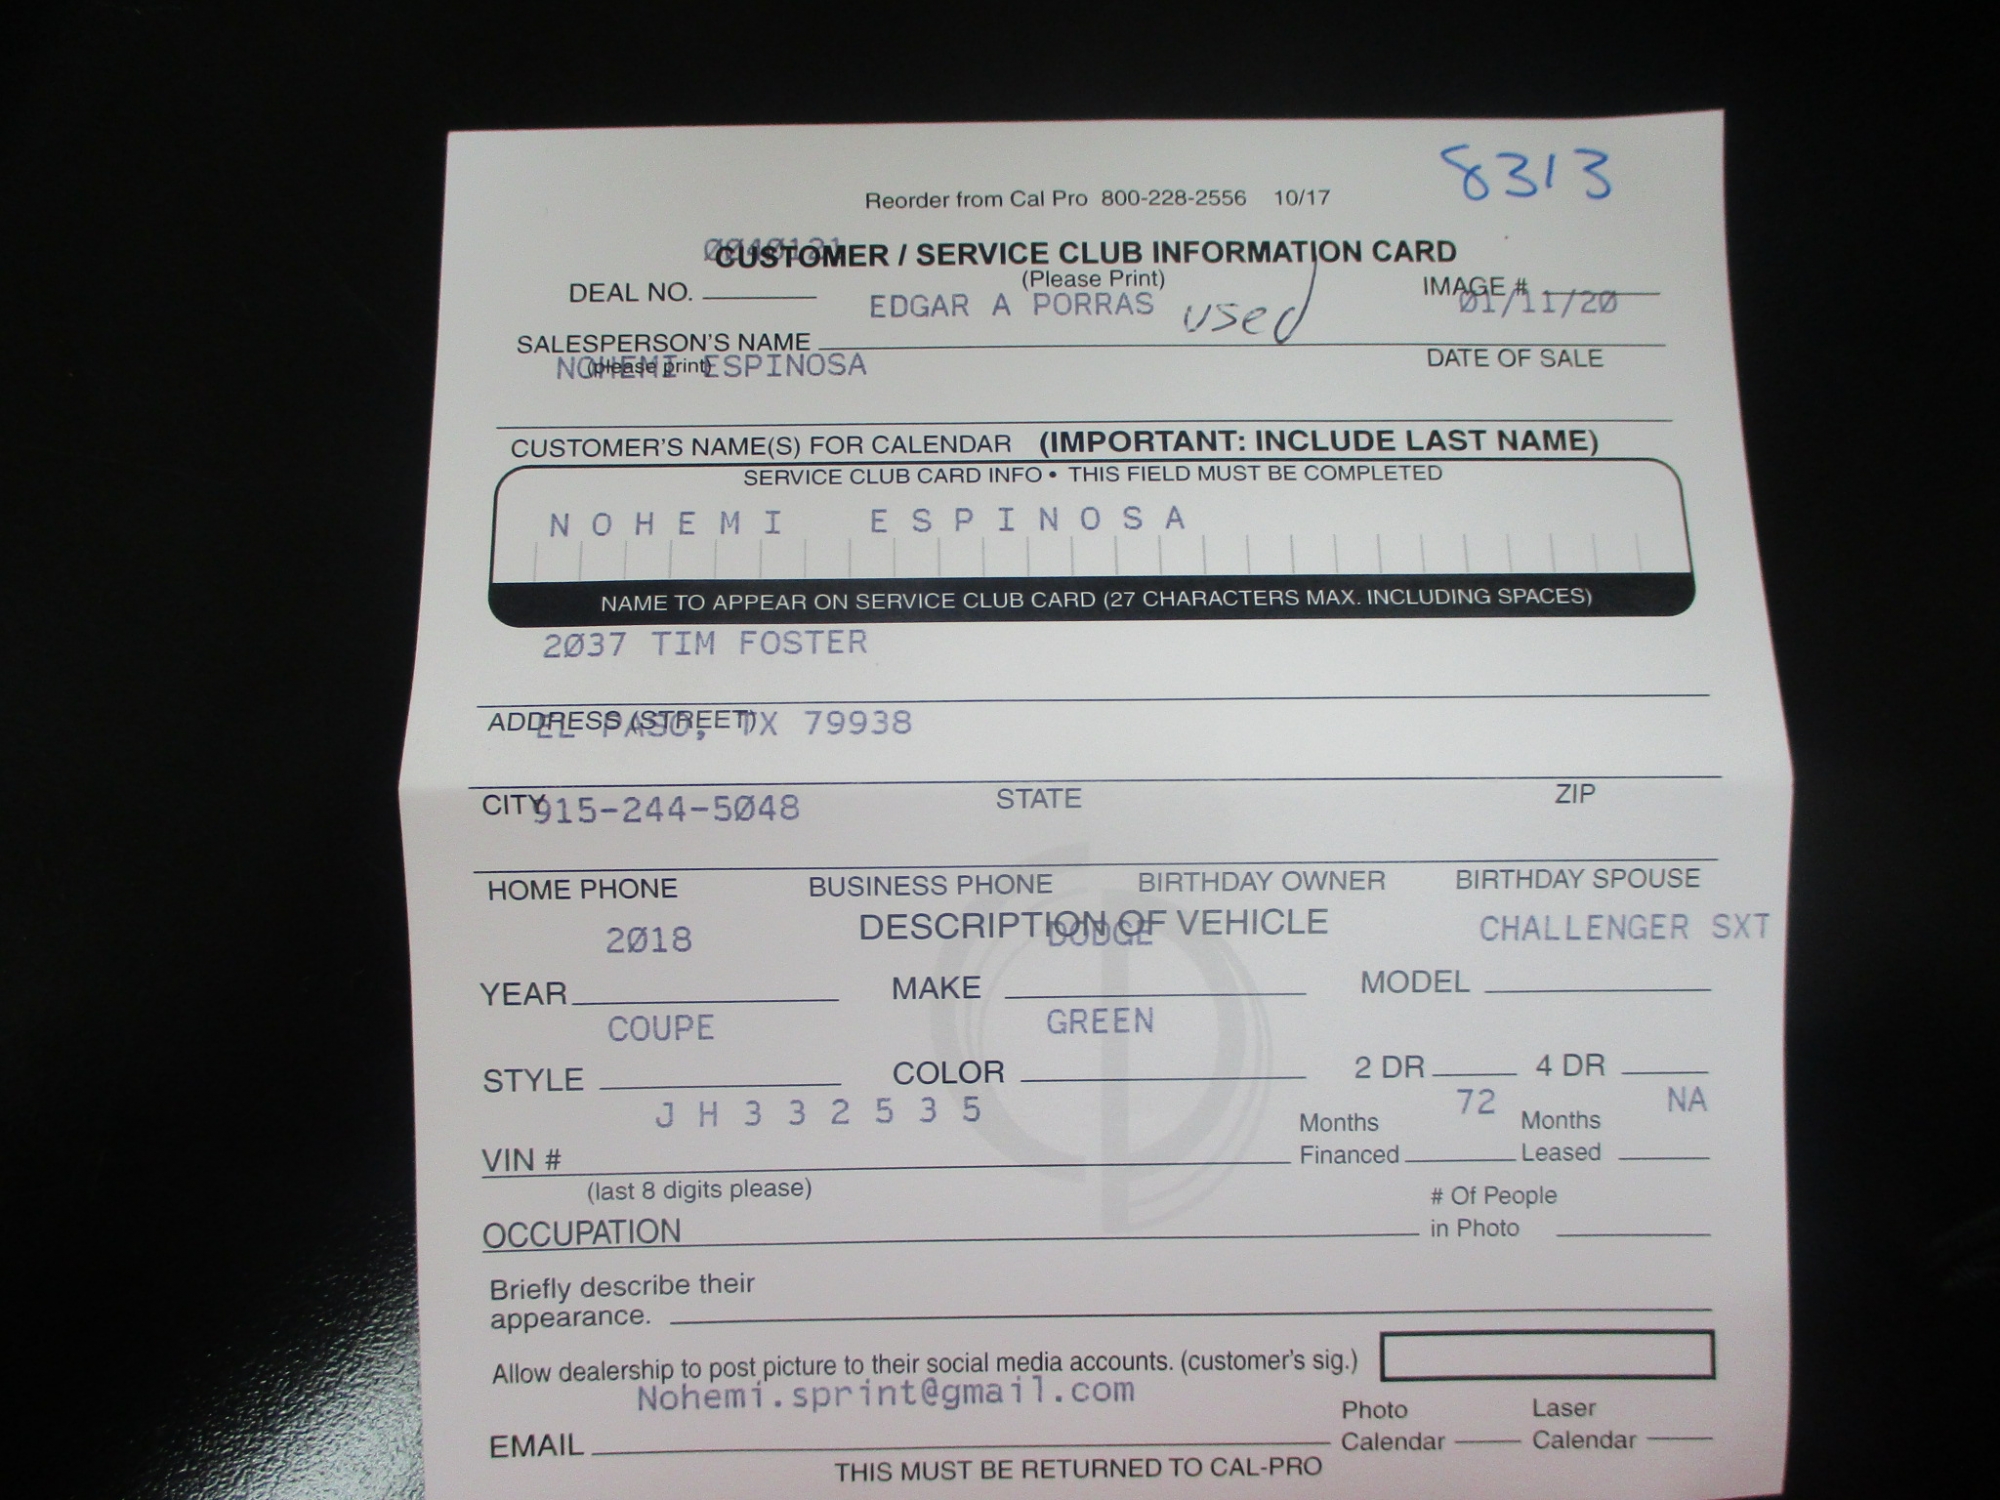 8313
Reorder from Cal Pro 800-228-2556 10/17
0040121
CUSTOMER / SERVICE CLUB INFORMATION CARD
(Please Print)
DEAL NO.
IMAGE #
EDGAR A PORRAS used 01/11/20
SALESPERSON'S NAME
(please print)
DATE OF SALE
NOHEMI ESPINOSA
CUSTOMER'S NAME(S) FOR CALENDAR (IMPORTANT: INCLUDE LAST NAME)
SERVICE CLUB CARD INFO • THIS FIELD MUST BE COMPLETED
NOHEMI ESPINOSA
NAME TO APPEAR ON SERVICE CLUB CARD (27 CHARACTERS MAX. INCLUDING SPACES)
2037 TIM FOSTER
ADDRESS (STREET)
EL PASO, TX 79938
CITY STATE ZIP
915-244-5048
HOME PHONE BUSINESS PHONE BIRTHDAY OWNER BIRTHDAY SPOUSE
DESCRIPTION OF VEHICLE
2018 DODGE CHALLENGER SXT
YEAR MAKE MODEL
COUPE GREEN
STYLE COLOR 2 DR 4 DR
JH332535 72 NA
VIN # Months Financed Months Leased
(last 8 digits please)
OCCUPATION # Of People in Photo
Briefly describe their
appearance.
Allow dealership to post picture to their social media accounts. (customer's sig.)
Nohemi.sprint@gmail.com
EMAIL Photo Calendar Laser Calendar
THIS MUST BE RETURNED TO CAL-PRO